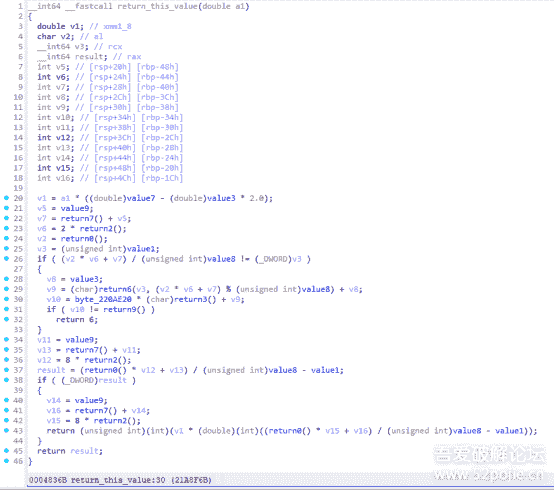 1 __int64 __fastcall return_this_value(double a1)
2 {
3 double v1; // xmm1_8
4 char v2; // al
5 __int64 v3; // rcx
6 __int64 result; // rax
7 int v5; // [rsp+20h] [rbp-48h]
8 int v6; // [rsp+24h] [rbp-44h]
9 int v7; // [rsp+28h] [rbp-40h]
10 int v8; // [rsp+2Ch] [rbp-3Ch]
11 int v9; // [rsp+30h] [rbp-38h]
12 int v10; // [rsp+34h] [rbp-34h]
13 int v11; // [rsp+38h] [rbp-30h]
14 int v12; // [rsp+3Ch] [rbp-2Ch]
15 int v13; // [rsp+40h] [rbp-28h]
16 int v14; // [rsp+44h] [rbp-24h]
17 int v15; // [rsp+48h] [rbp-20h]
18 int v16; // [rsp+4Ch] [rbp-1Ch]
19
20 v1 = a1 * ((double)value7 - (double)value3 * 2.0);
21 v5 = value9;
22 v7 = return7() + v5;
23 v6 = 2 * return2();
24 v2 = return0();
25 v3 = (unsigned int)value1;
26 if ( (v2 * v6 + v7) / (unsigned int)value8 != (_DWORD)v3 )
27 {
28 v8 = value3;
29 v9 = (char)return6(v3, (v2 * v6 + v7) % (unsigned int)value8) + v8;
30 v10 = byte_220AE20 * (char)return3() + v9;
31 if ( v10 != return9() )
32 return 6;
33 }
34 v11 = value9;
35 v13 = return7() + v11;
36 v12 = 8 * return2();
37 result = (return0() * v12 + v13) / (unsigned int)value8 - value1;
38 if ( (_DWORD)result )
39 {
40 v14 = value9;
41 v16 = return7() + v14;
42 v15 = 8 * return2();
43 return (unsigned int)(int)(v1 * (double)(int)((return0() * v15 + v16) / (unsigned int)value8 - value1));
44 }
45 return result;
46 }
0004836B return_this_value:30 (21A8F6B)
吾爱破解论坛
www.52pojie.cn